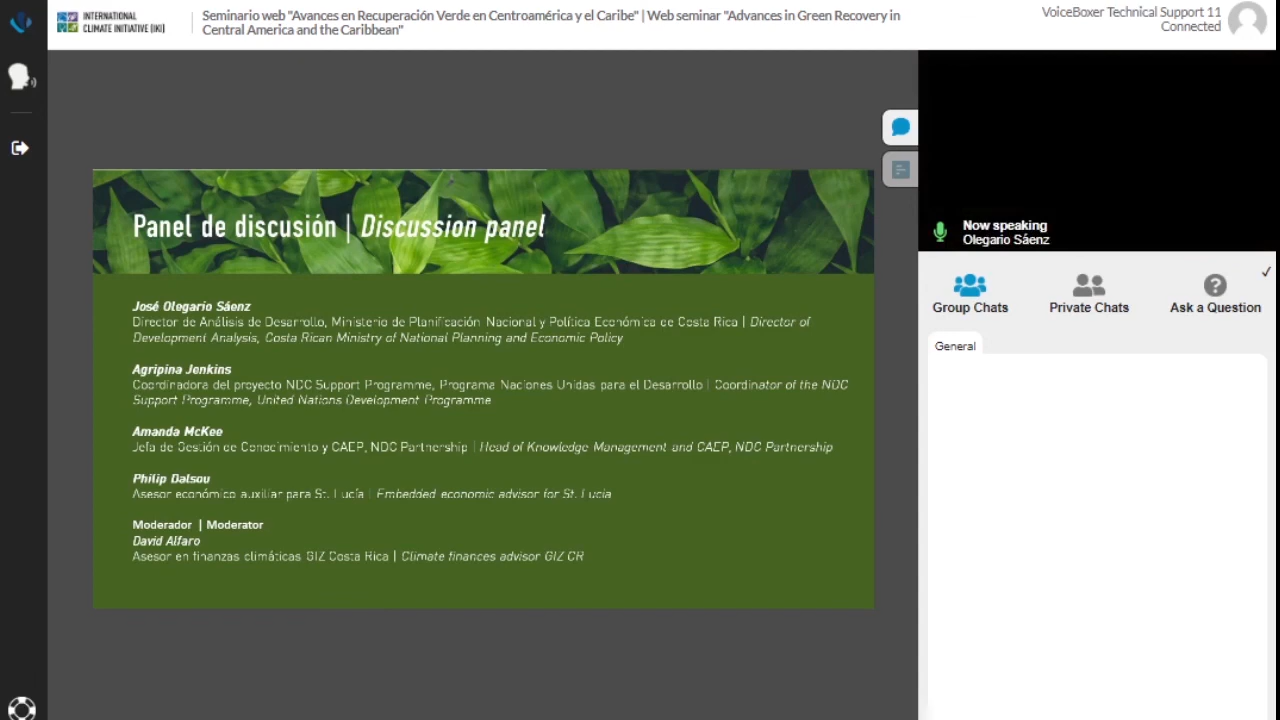 INTERNATIONAL
CLIMATE INITIATIVE (IKI)
Seminario web "Avances en Recuperación Verde en Centroamérica y el Caribe" | Web seminar "Advances in Green Recovery in
Central America and the Caribbean"
VoiceBoxer Technical Support 11
Connected
Panel de discusión | Discussion panel
José Olegario Sáenz
Director de Análisis de Desarrollo, Ministerio de Planificación Nacional y Política Económica de Costa Rica | Director of
Development Analysis, Costa Rican Ministry of National Planning and Economic Policy
Agripina Jenkins
Coordinadora del proyecto NDC Support Programme, Programa Naciones Unidas para el Desarrollo | Coordinator of the NDC
Support Programme, United Nations Development Programme
Amanda McKee
Jefa de Gestión de Conocimiento y CAEP, NDC Partnership | Head of Knowledge Management and CAEP, NDC Partnership
Philip Dalsou
Asesor económico auxiliar para St. Lucía | Embedded economic advisor for St. Lucia
Moderador | Moderator
David Alfaro
Asesor en finanzas climáticas GIZ Costa Rica | Climate finances advisor GIZ CR
Now speaking
Olegario Sáenz
Group Chats
Private Chats
Ask a Question
General